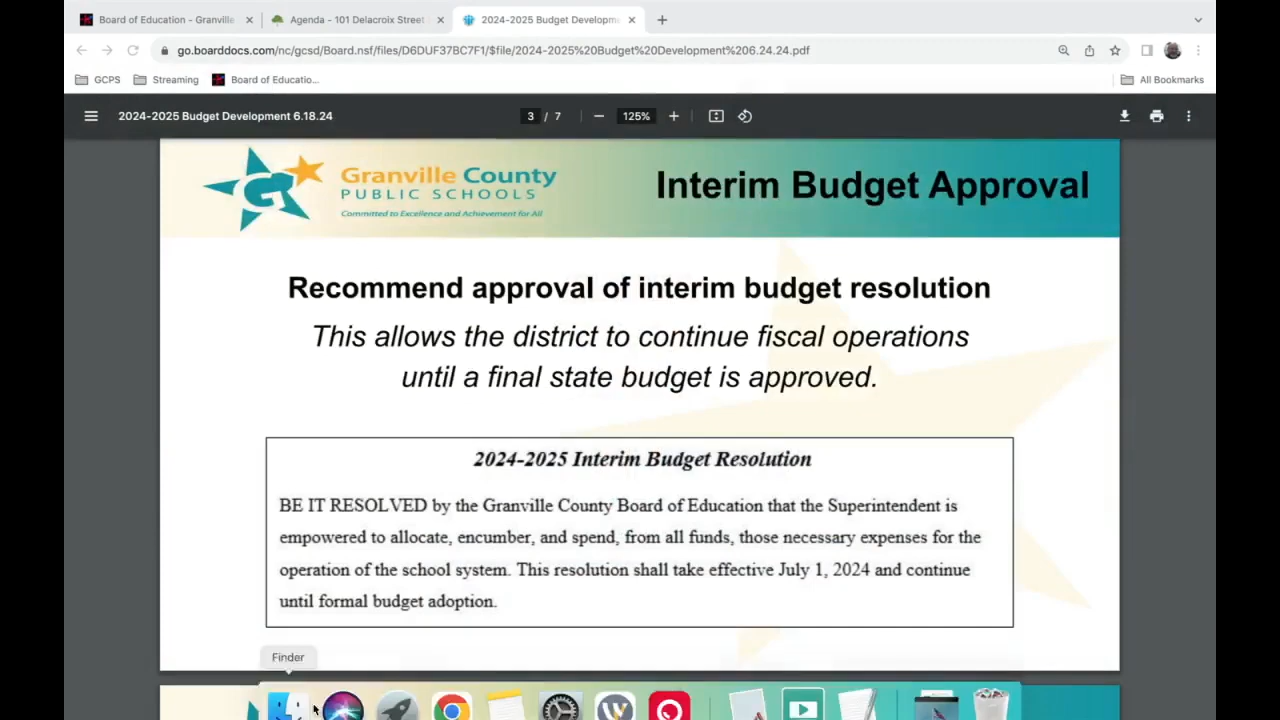 Board of Education - Granville
Agenda - 101 Delacroix Street
2024-2025 Budget Developm
go.boarddocs.com/nc/gcsd/Board.nsf/files/D6DUF37BC7F1/$file/2024-2025%20Budget%20Development%206.24.24.pdf
GCPS
Streaming
Board of Educatio...
All Bookmarks
2024-2025 Budget Development 6.18.24
3 / 7
125%
Granville County
PUBLIC SCHOOLS
Committed to Excellence and Achievement for All
Interim Budget Approval
Recommend approval of interim budget resolution
This allows the district to continue fiscal operations
until a final state budget is approved.
2024-2025 Interim Budget Resolution
BE IT RESOLVED by the Granville County Board of Education that the Superintendent is
empowered to allocate, encumber, and spend, from all funds, those necessary expenses for the
operation of the school system. This resolution shall take effective July 1, 2024 and continue
until formal budget adoption.
Finder